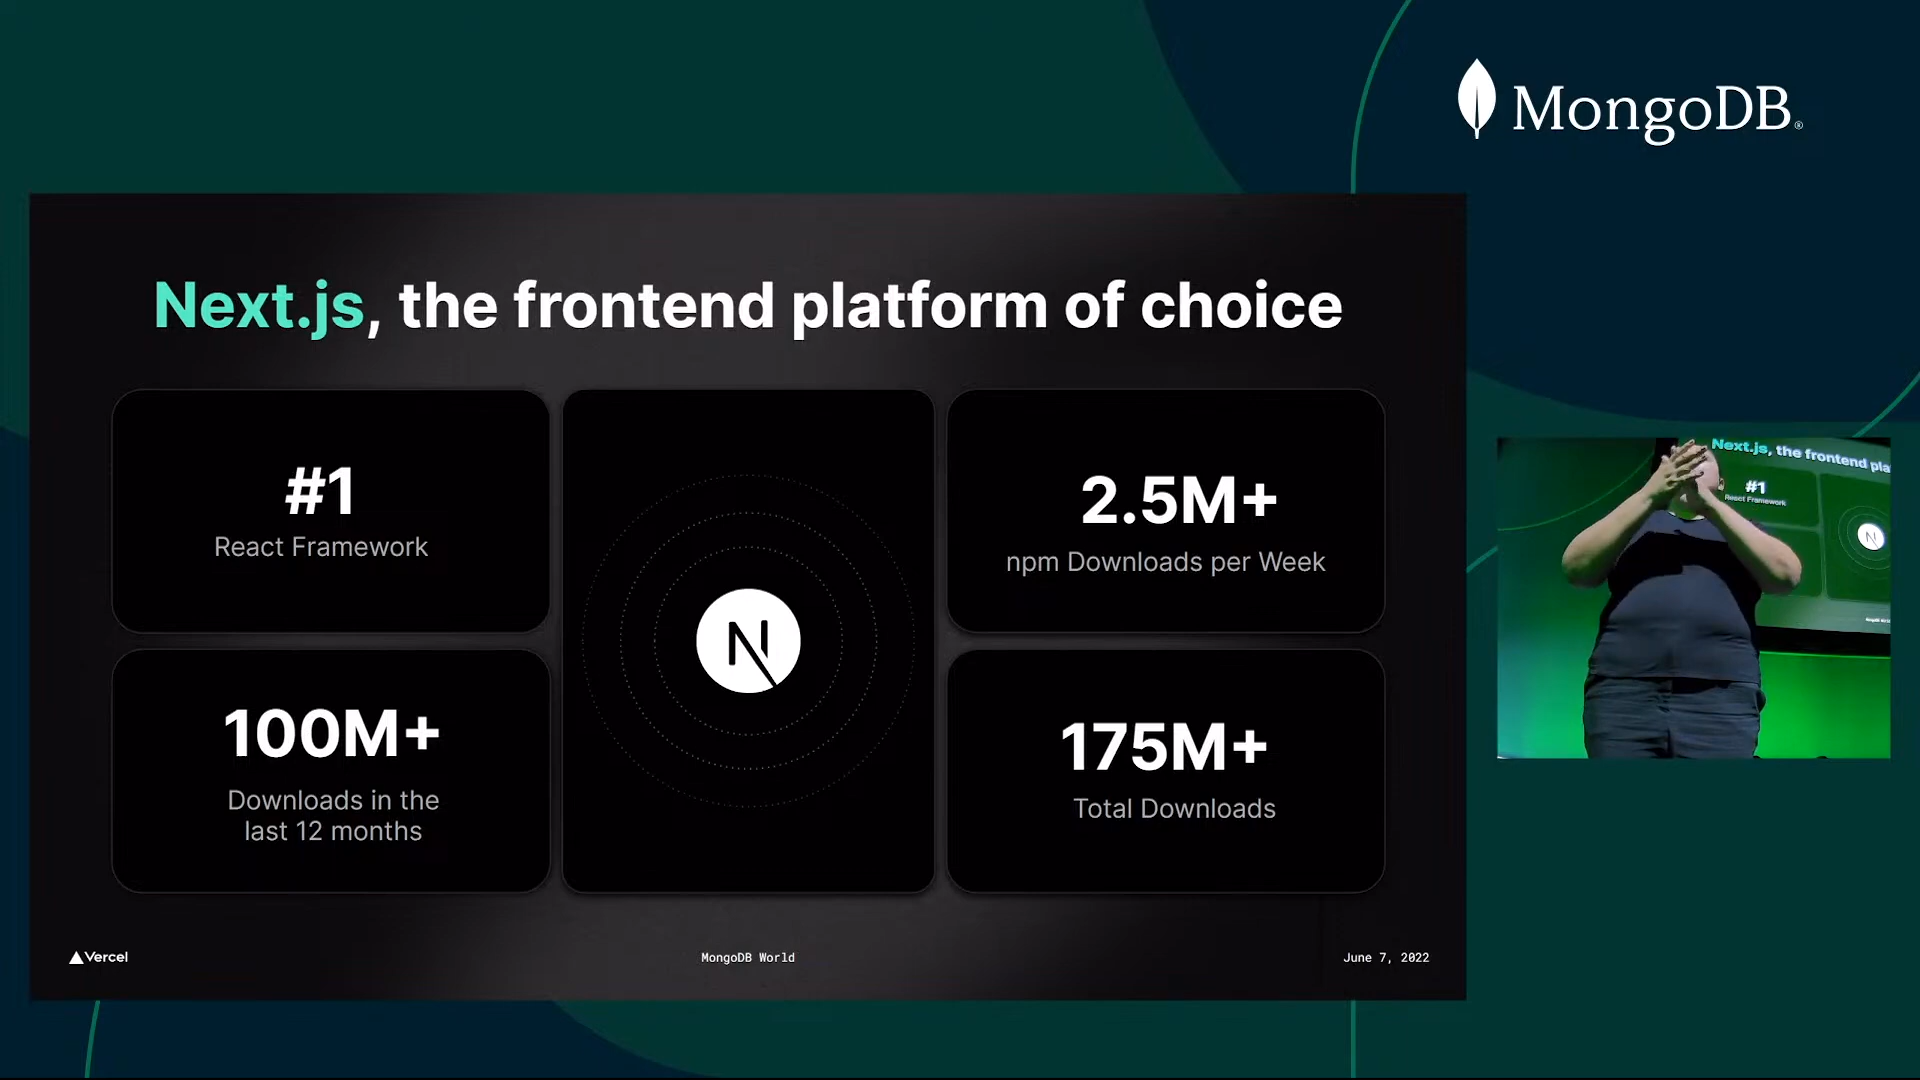 MongoDB®
Next.js, the frontend platform of choice
#1
React Framework
2.5M+
npm Downloads per Week
100M+
Downloads in the
last 12 months
175M+
Total Downloads
Vercel
MongoDB World
June 7, 2022
Next.js, the frontend pla
#1
React Framework